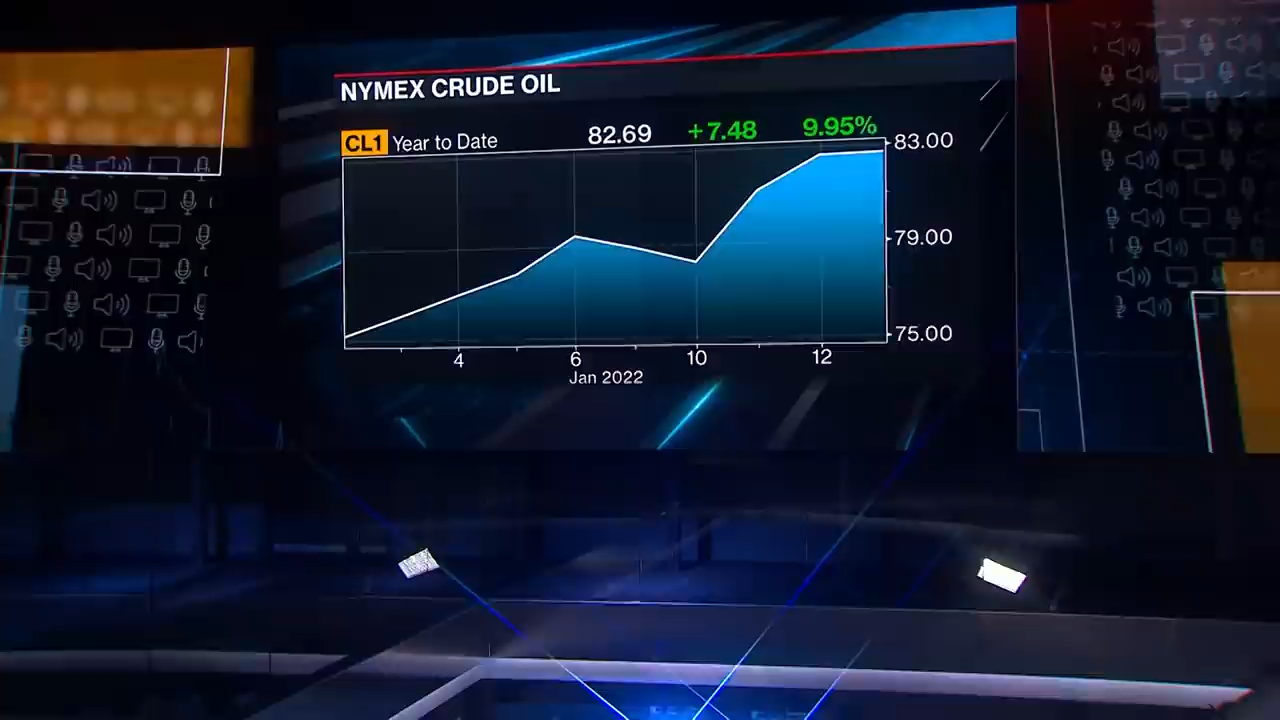 NYMEX CRUDE OIL
CL1 Year to Date 82.69 +7.48 9.95%
83.00
79.00
75.00
4 6 10 12
Jan 2022